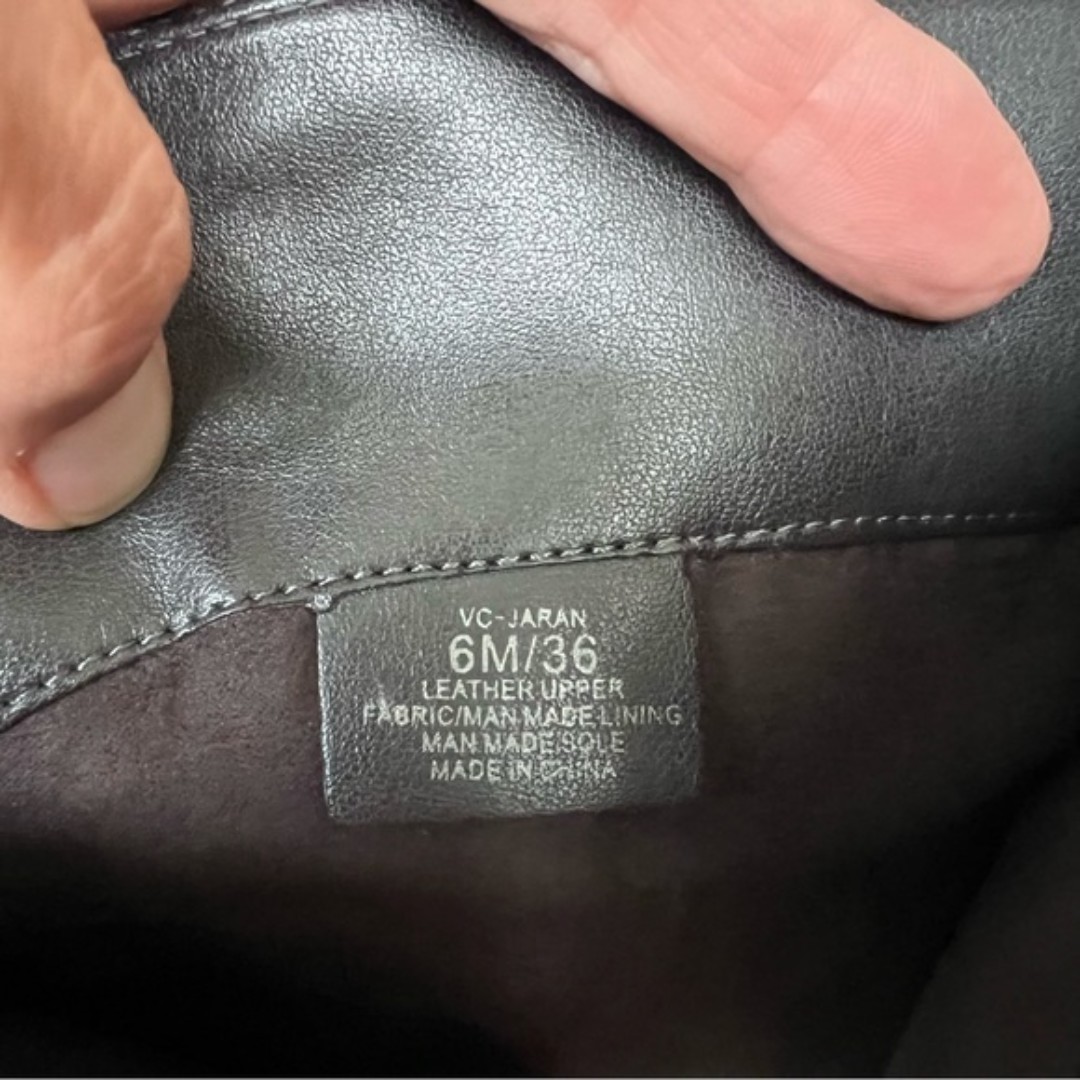 VC-JARAN
6M/36
LEATHER UPPER
FABRIC/MAN MADE LINING
MAN MADE SOLE
MADE IN CHINA